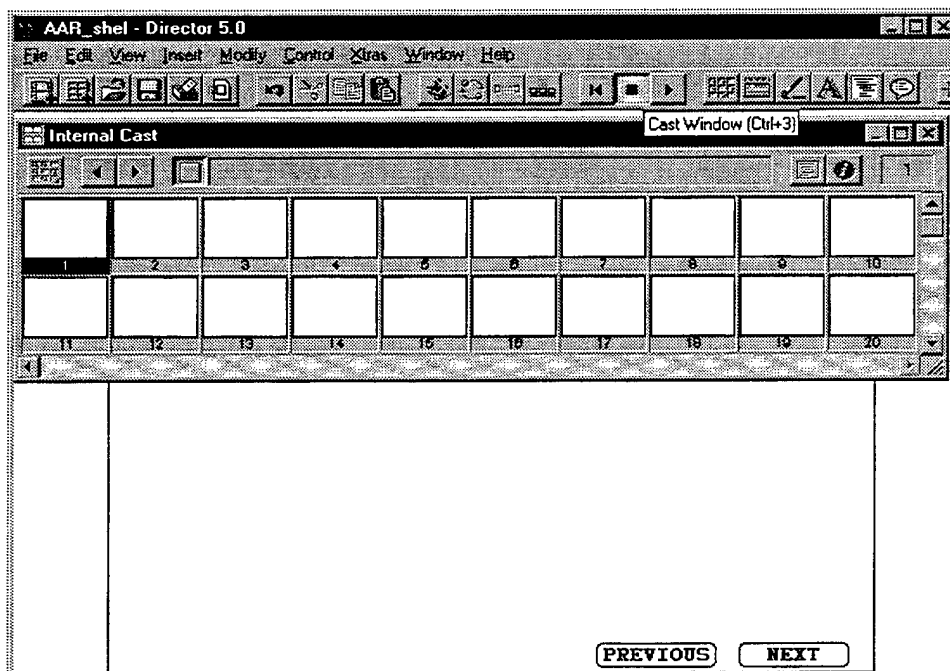 AAR_shel - Director 5.0
File Edit View Insert Modify Control Xtras Window Help
Cast Window (Ctrl+3)
Internal Cast
1
1 2 3 4 5 6 7 8 9 10
11 12 13 14 15 16 17 18 19 20
PREVIOUS NEXT